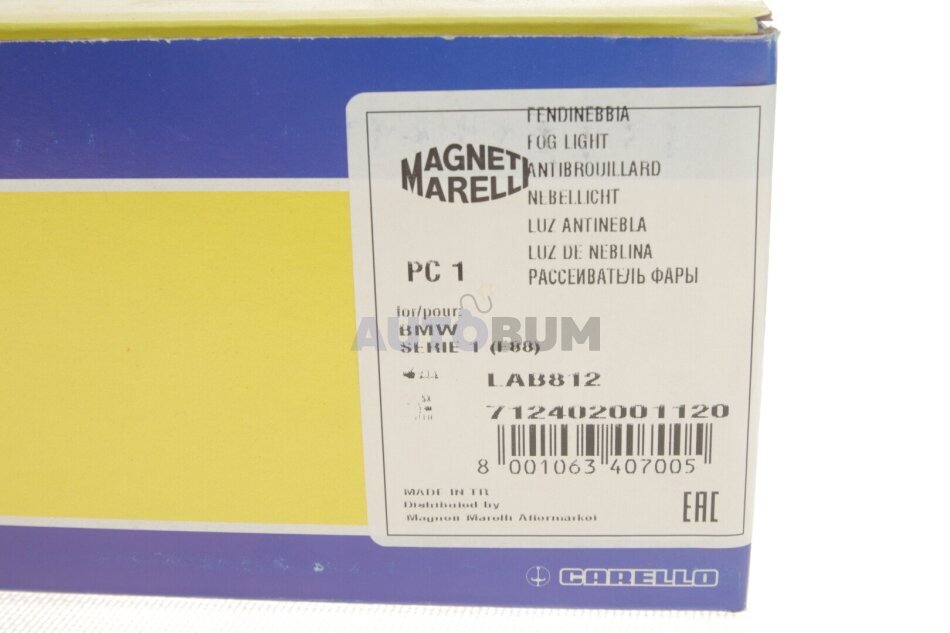 FENDINEBBIA
FOG LIGHT
ANTIBROUILLARD
NEBELLICHT
LUZ ANTINEBLA
LUZ DE NEBLINA
РАССЕИВАТЕЛЬ ФАРЫ
MAGNETI
MARELLI
PC 1
for/pour:
BMW
SERIE 1 (E88)
AUTOBUM
LAB812
SX
LH
712402001120
8 001063 407005
MADE IN TR
Distributed by
Magneti Marelli Aftermarket
EAC
CARELLO